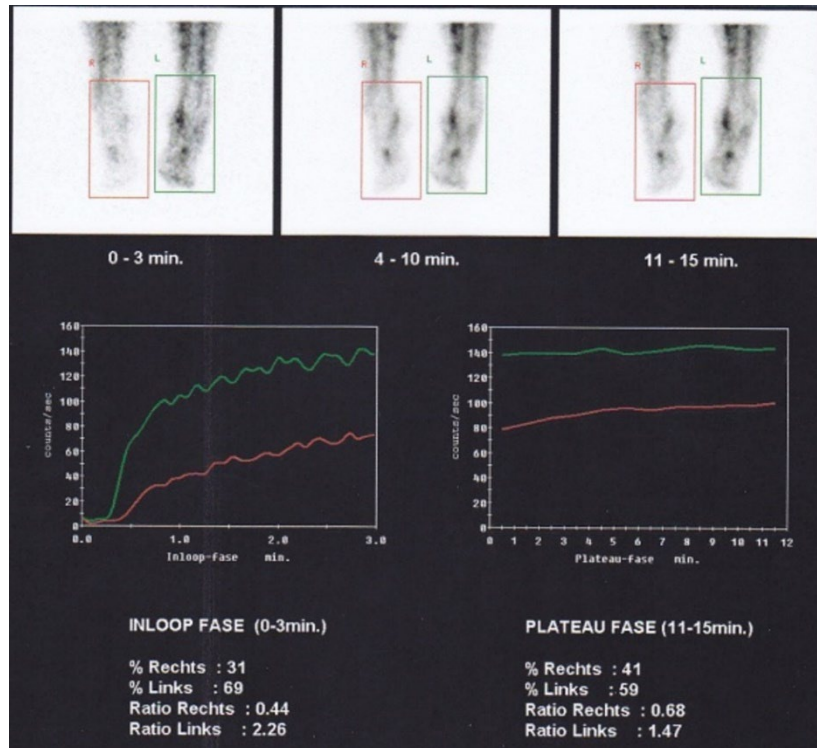 R L
R L
R L
0 - 3 min.
4 - 10 min.
11 - 15 min.
160
140
120
100
80
60
40
20
0
counts/sec
0.0 1.0 2.0 3.0
Inloop-fase min.
160
140
120
100
80
60
40
20
0
counts/sec
0 1 2 3 4 5 6 7 8 9 10 11 12
Plateau-fase min.
INLOOP FASE (0-3min.)
% Rechts : 31
% Links : 69
Ratio Rechts : 0.44
Ratio Links : 2.26
PLATEAU FASE (11-15min.)
% Rechts : 41
% Links : 59
Ratio Rechts : 0.68
Ratio Links : 1.47